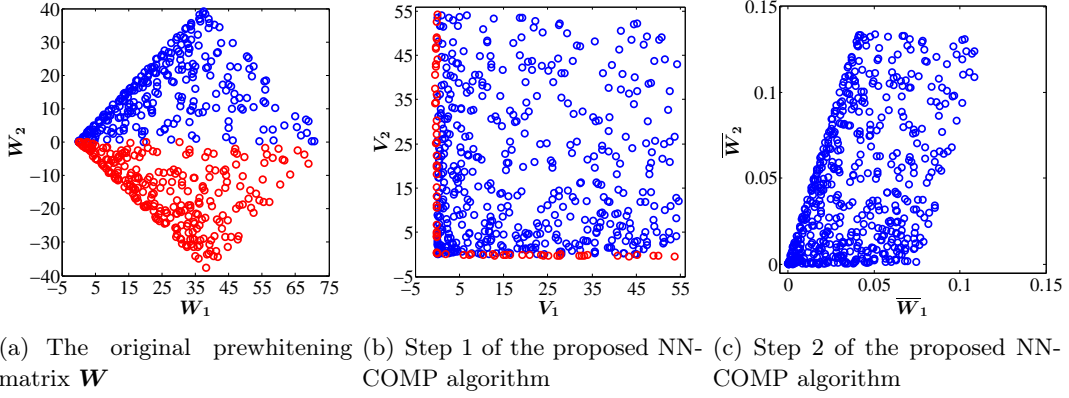 40
30
20
10
0
−10
−20
−30
40
−5 5 15 25 35 45 55 65 75
W₂
W₁
55
45
35
25
15
5
−5
−5 5 15 25 35 45 55
V₂
V₁
0.15
0.1
0.05
0
0 0.05 0.1 0.15
W̅₂
W̅₁
(a) The original prewhitening
matrix W
(b) Step 1 of the proposed NN-
COMP algorithm
(c) Step 2 of the proposed NN-
COMP algorithm